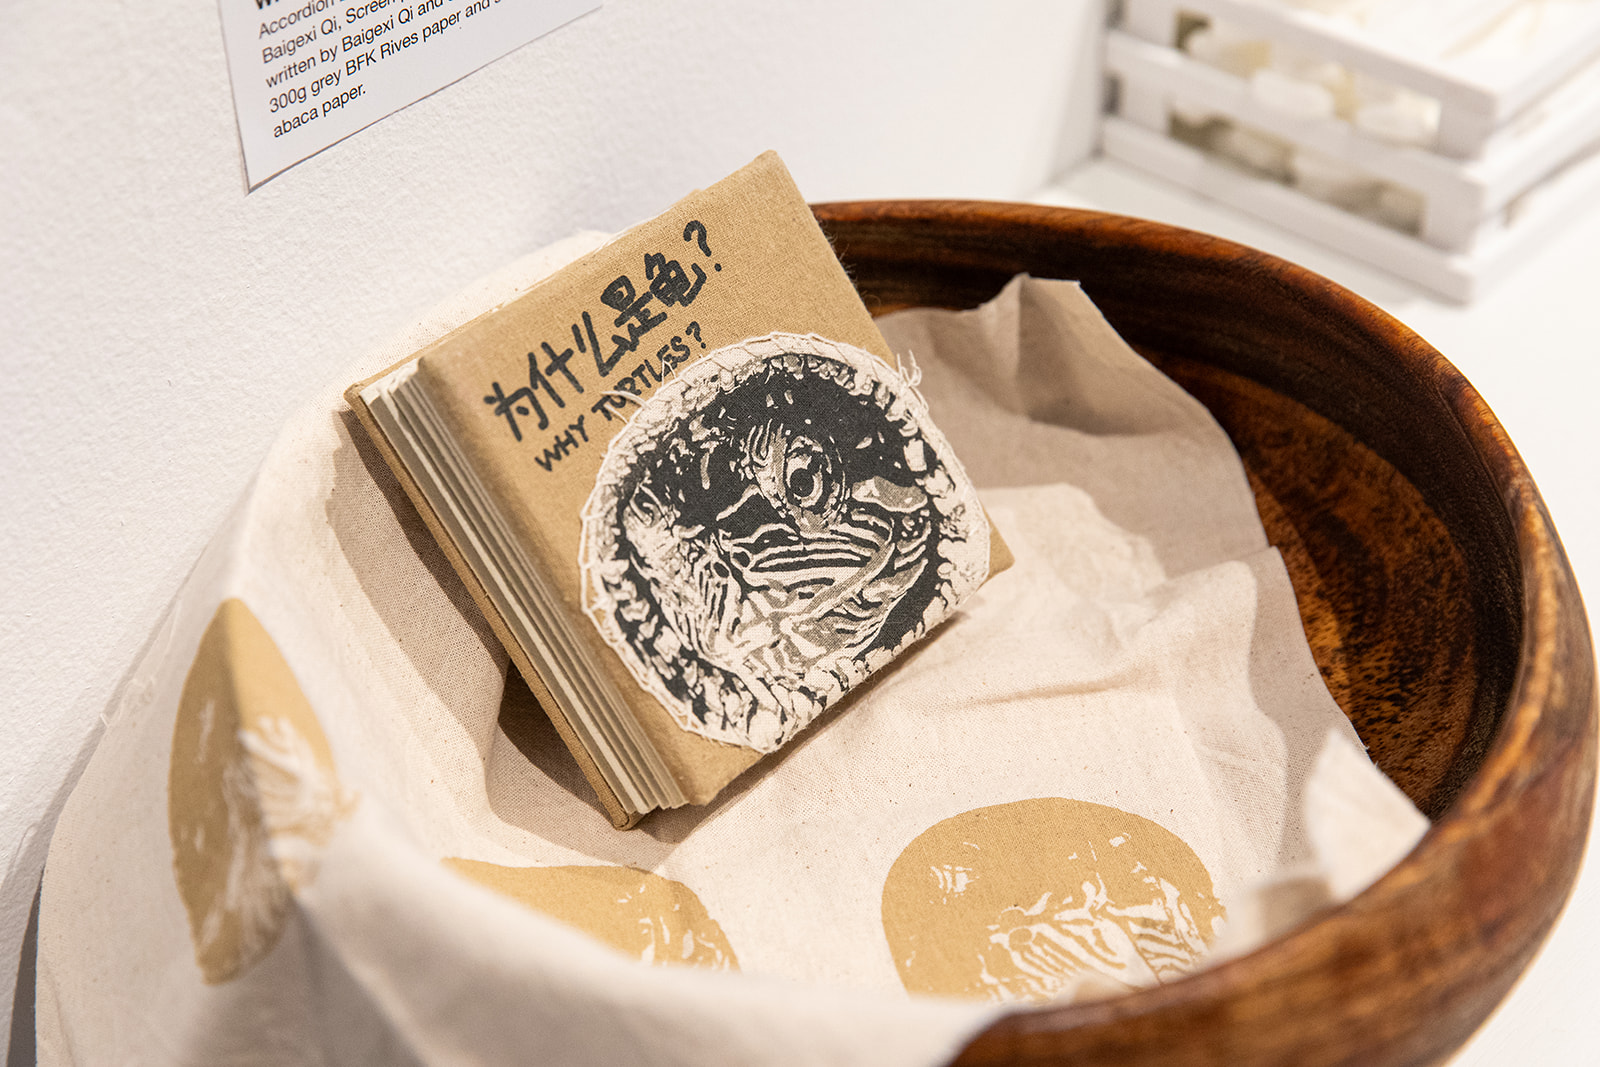 Accordion
Baigexi Qi, Screen
written by Baigexi Qi and
300g grey BFK Rives paper and
abaca paper.
为什么是龟?
WHY TURTLES?